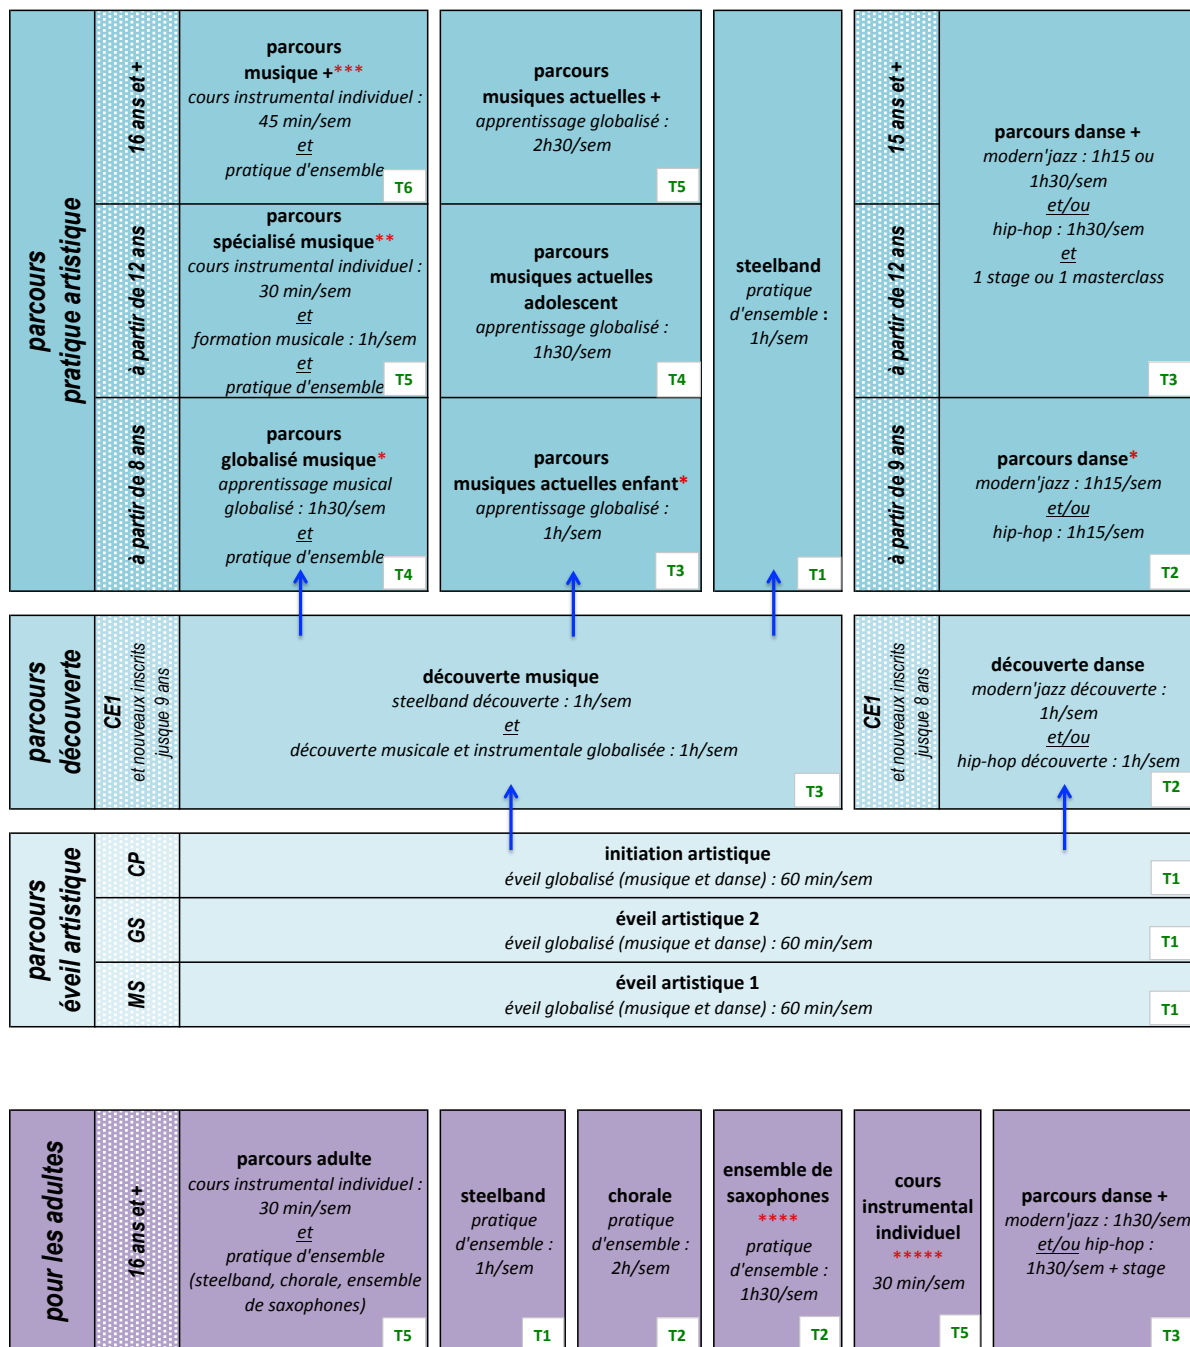 parcours
pratique artistique
16 ans et +
parcours
musique +***
cours instrumental individuel :
45 min/sem
et
pratique d'ensemble
T6
parcours
musiques actuelles +
apprentissage globalisé :
2h30/sem
T5
à partir de 12 ans
parcours
spécialisé musique**
cours instrumental individuel :
30 min/sem
et
formation musicale : 1h/sem
et
pratique d'ensemble
T5
parcours
musiques actuelles
adolescent
apprentissage globalisé :
1h30/sem
T4
à partir de 8 ans
parcours
globalisé musique*
apprentissage musical
globalisé : 1h30/sem
et
pratique d'ensemble
T4
parcours
musiques actuelles enfant*
apprentissage globalisé :
1h/sem
T3
steelband
pratique
d'ensemble :
1h/sem
T1
15 ans et +
à partir de 12 ans
parcours danse +
modern'jazz : 1h15 ou
1h30/sem
et/ou
hip-hop : 1h30/sem
et
1 stage ou 1 masterclass
T3
à partir de 9 ans
parcours danse*
modern'jazz : 1h15/sem
et/ou
hip-hop : 1h15/sem
T2
parcours
découverte
CE1
et nouveaux inscrits
jusque 9 ans
découverte musique
steelband découverte : 1h/sem
et
découverte musicale et instrumentale globalisée : 1h/sem
T3
CE1
et nouveaux inscrits
jusque 8 ans
découverte danse
modern'jazz découverte :
1h/sem
et/ou
hip-hop découverte : 1h/sem
T2
parcours
éveil artistique
CP
initiation artistique
éveil globalisé (musique et danse) : 60 min/sem
T1
GS
éveil artistique 2
éveil globalisé (musique et danse) : 60 min/sem
T1
MS
éveil artistique 1
éveil globalisé (musique et danse) : 60 min/sem
T1
pour les adultes
16 ans et +
parcours adulte
cours instrumental individuel :
30 min/sem
et
pratique d'ensemble
(steelband, chorale, ensemble
de saxophones)
T5
steelband
pratique
d'ensemble :
1h/sem
T1
chorale
pratique
d'ensemble :
2h/sem
T2
ensemble de
saxophones
****
pratique
d'ensemble :
1h30/sem
T2
cours
instrumental
individuel
*****
30 min/sem
T5
parcours danse +
modern'jazz : 1h30/sem
et/ou hip-hop :
1h30/sem + stage
T3